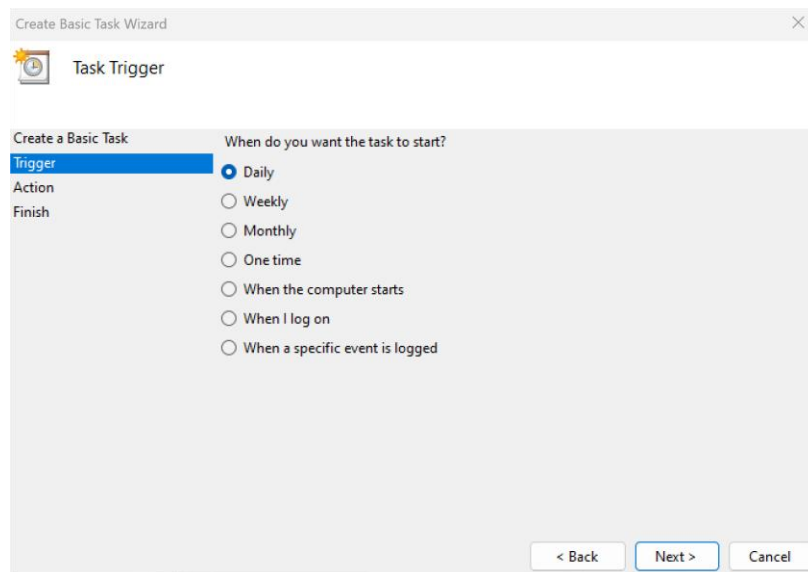 Create Basic Task Wizard
Task Trigger
Create a Basic Task
Trigger
Action
Finish
When do you want the task to start?
Daily
Weekly
Monthly
One time
When the computer starts
When I log on
When a specific event is logged
< Back
Next >
Cancel